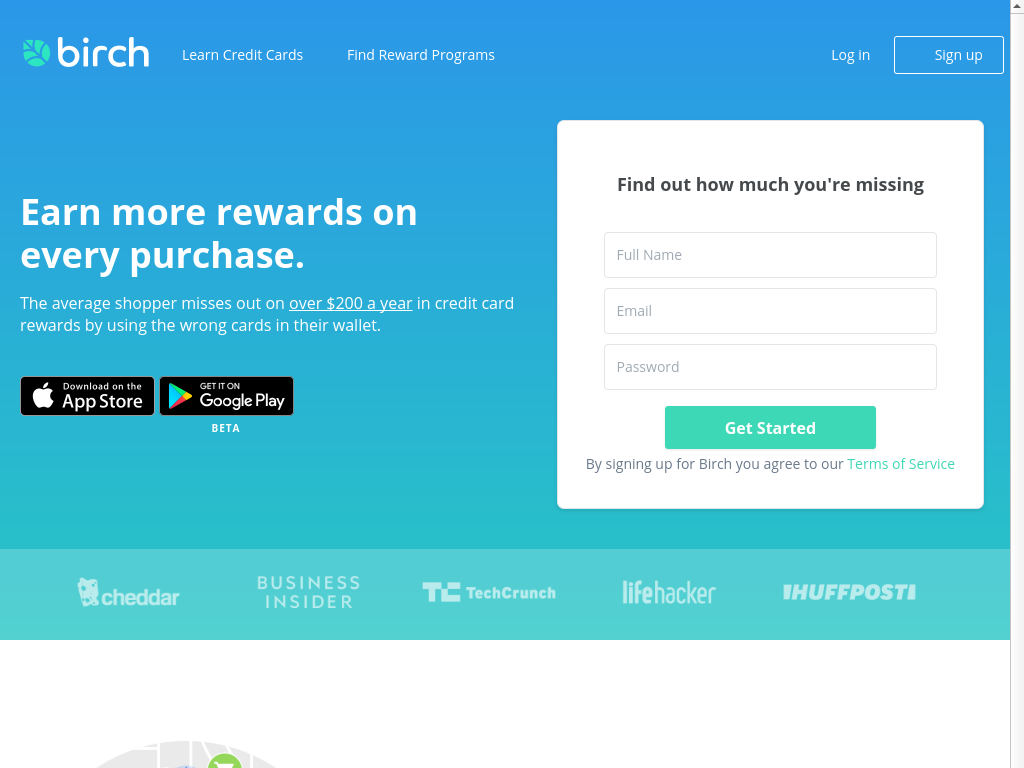 birch
Learn Credit Cards
Find Reward Programs
Log in
Sign up
Earn more rewards on
every purchase.
The average shopper misses out on over $200 a year in credit card
rewards by using the wrong cards in their wallet.
Download on the
App Store
GET IT ON
Google Play
BETA
Find out how much you're missing
Full Name
Email
Password
Get Started
By signing up for Birch you agree to our Terms of Service
cheddar
BUSINESS
INSIDER
TC TechCrunch
lifehacker
HUFFPOST